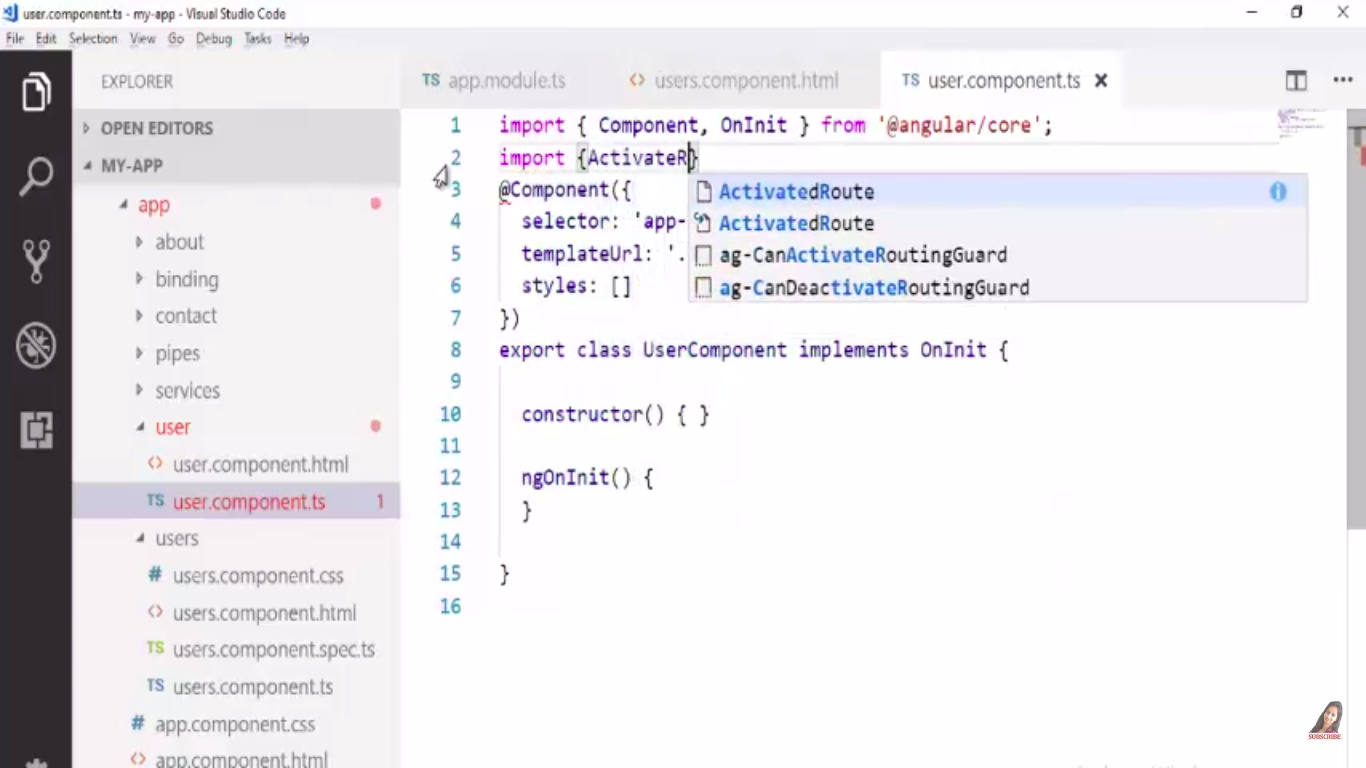 user.component.ts - my-app - Visual Studio Code
File Edit Selection View Go Debug Tasks Help
EXPLORER
OPEN EDITORS
MY-APP
app
about
binding
contact
pipes
services
user
user.component.html
TS user.component.ts 1
users
# users.component.css
<> users.component.html
TS users.component.spec.ts
TS users.component.ts
# app.component.css
<> app.component.html
TS app.module.ts
<> users.component.html
TS user.component.ts
1 import { Component, OnInit } from '@angular/core';
2 import {ActivateR}
3 @Component({
4 selector: 'app-
5 templateUrl: '.
6 styles: []
7 })
8 export class UserComponent implements OnInit {
9
10 constructor() { }
11
12 ngOnInit() {
13 }
14
15 }
16
ActivatedRoute
ActivatedRoute
ag-CanActivateRoutingGuard
ag-CanDeactivateRoutingGuard
SUBSCRIBE